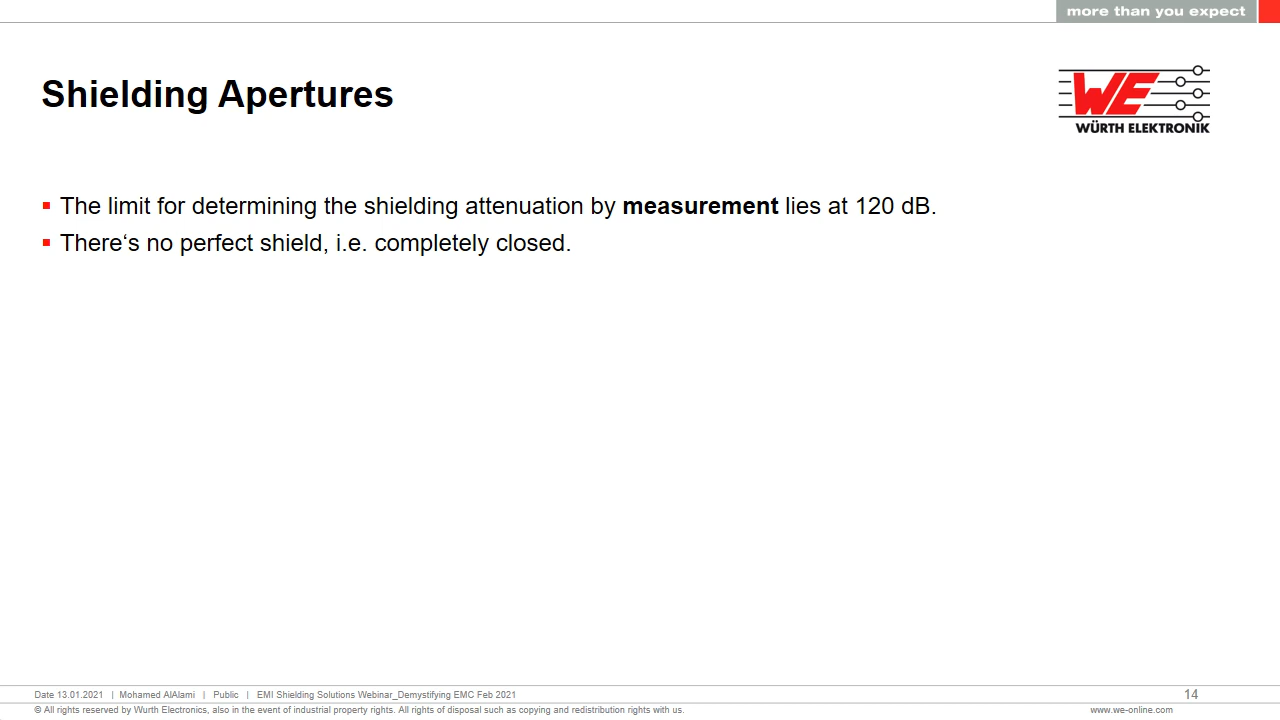 more than you expect
Shielding Apertures
WE
WÜRTH ELEKTRONIK
▪ The limit for determining the shielding attenuation by measurement lies at 120 dB.
▪ There‘s no perfect shield, i.e. completely closed.
Date 13.01.2021 | Mohamed AlAlami | Public | EMI Shielding Solutions Webinar_Demystifying EMC Feb 2021
14
© All rights reserved by Wurth Electronics, also in the event of industrial property rights. All rights of disposal such as copying and redistribution rights with us.
www.we-online.com